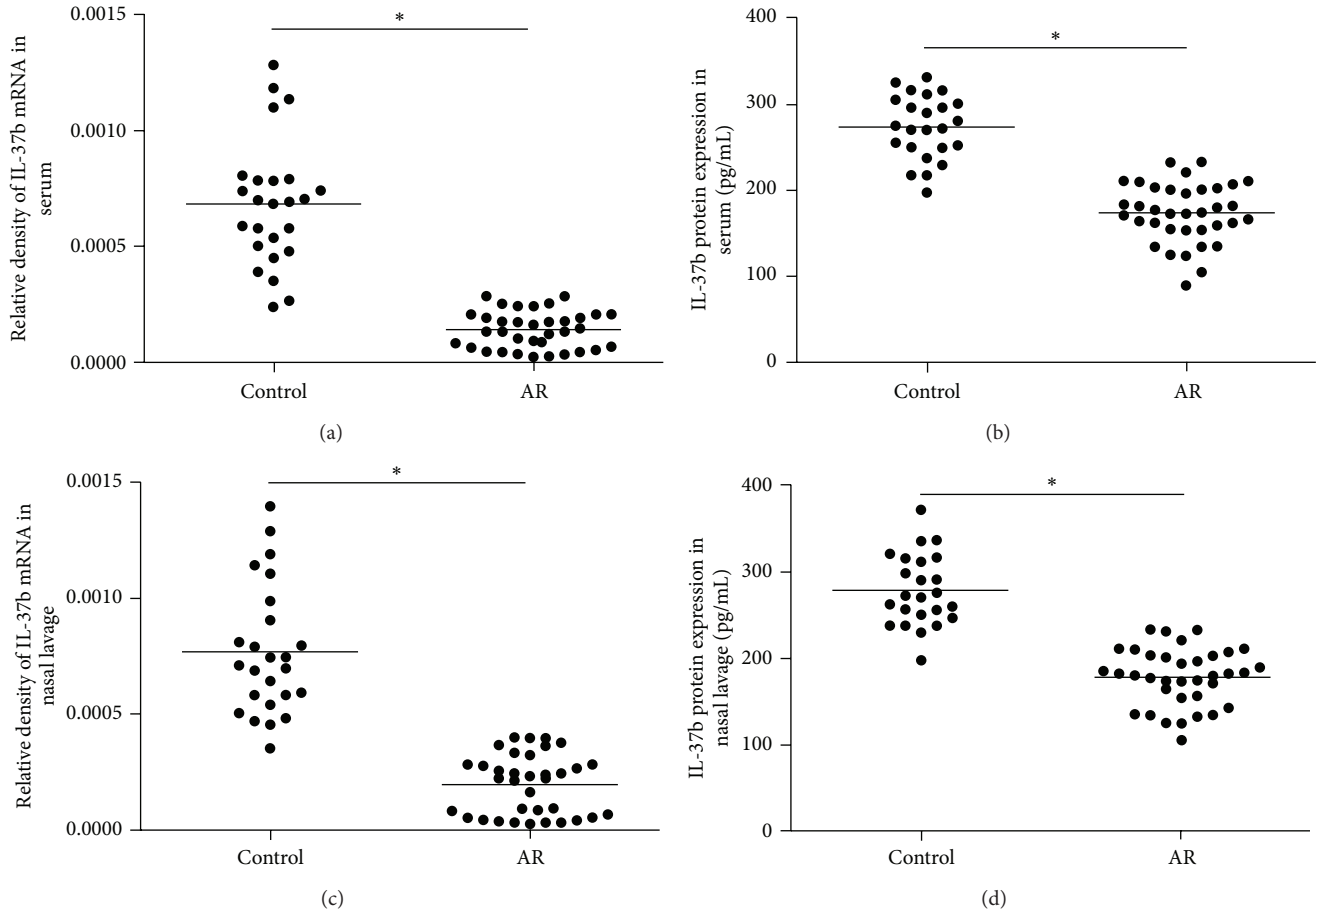 Relative density of IL-37b mRNA in
serum
0.0015
0.0010
0.0005
0.0000
*
Control
AR
(a)
IL-37b protein expression in
serum (pg/mL)
400
300
200
100
0
*
Control
AR
(b)
Relative density of IL-37b mRNA in
nasal lavage
0.0015
0.0010
0.0005
0.0000
*
Control
AR
(c)
IL-37b protein expression in
nasal lavage (pg/mL)
400
300
200
100
0
*
Control
AR
(d)